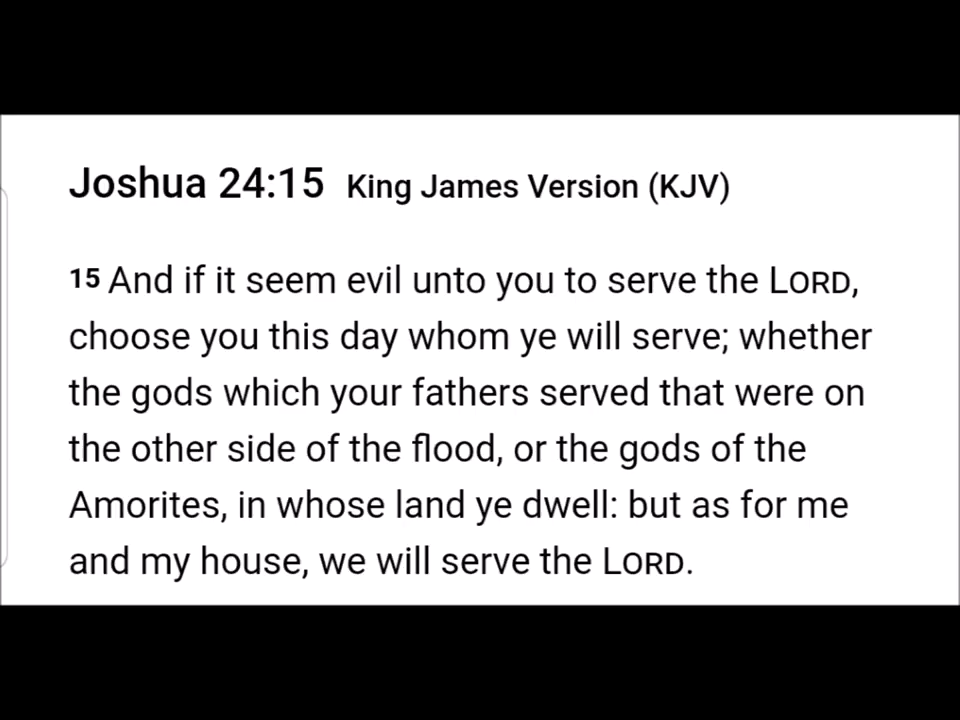 Joshua 24:15 King James Version (KJV)
15 And if it seem evil unto you to serve the LORD,
choose you this day whom ye will serve; whether
the gods which your fathers served that were on
the other side of the flood, or the gods of the
Amorites, in whose land ye dwell: but as for me
and my house, we will serve the LORD.